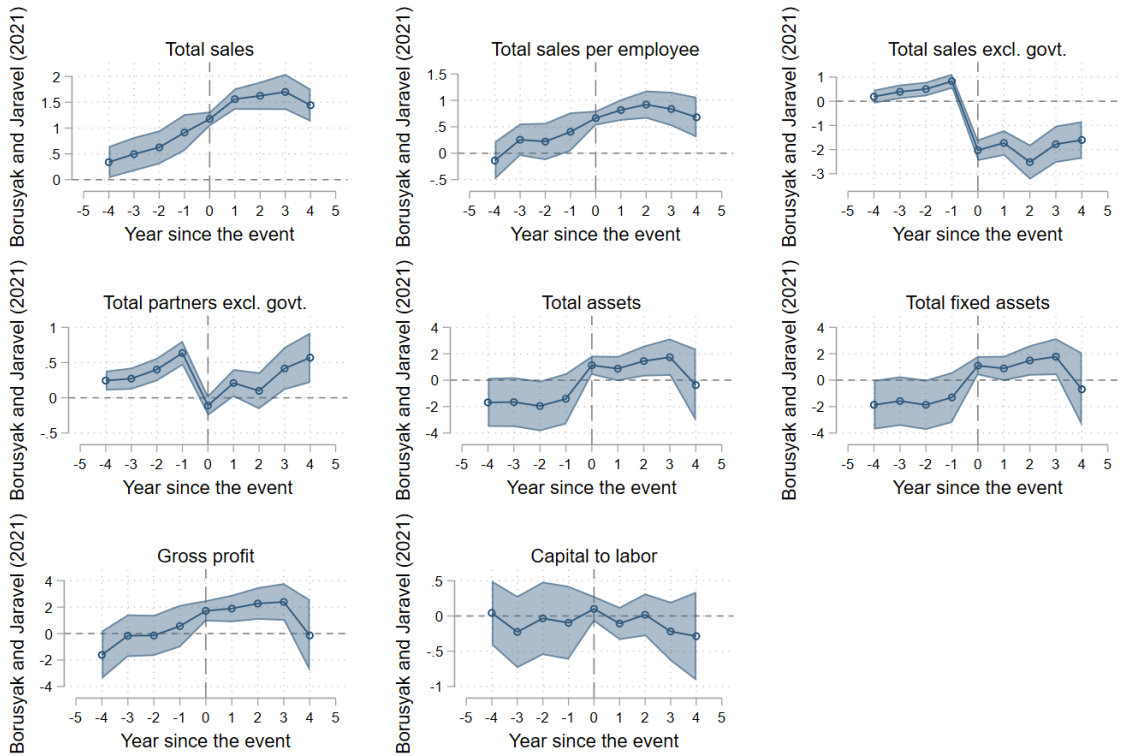 Total sales
Borusyak and Jaravel (2021)
2
1.5
1
.5
0
-5 -4 -3 -2 -1 0 1 2 3 4 5
Year since the event
Total sales per employee
Borusyak and Jaravel (2021)
1.5
1
.5
0
-.5
-5 -4 -3 -2 -1 0 1 2 3 4 5
Year since the event
Total sales excl. govt.
Borusyak and Jaravel (2021)
1
0
-1
-2
-3
-5 -4 -3 -2 -1 0 1 2 3 4 5
Year since the event
Total partners excl. govt.
Borusyak and Jaravel (2021)
1
.5
0
-.5
-5 -4 -3 -2 -1 0 1 2 3 4 5
Year since the event
Total assets
Borusyak and Jaravel (2021)
4
2
0
-2
-4
-5 -4 -3 -2 -1 0 1 2 3 4 5
Year since the event
Total fixed assets
Borusyak and Jaravel (2021)
4
2
0
-2
-4
-5 -4 -3 -2 -1 0 1 2 3 4 5
Year since the event
Gross profit
Borusyak and Jaravel (2021)
4
2
0
-2
-4
-5 -4 -3 -2 -1 0 1 2 3 4 5
Year since the event
Capital to labor
Borusyak and Jaravel (2021)
.5
0
-.5
-1
-5 -4 -3 -2 -1 0 1 2 3 4 5
Year since the event